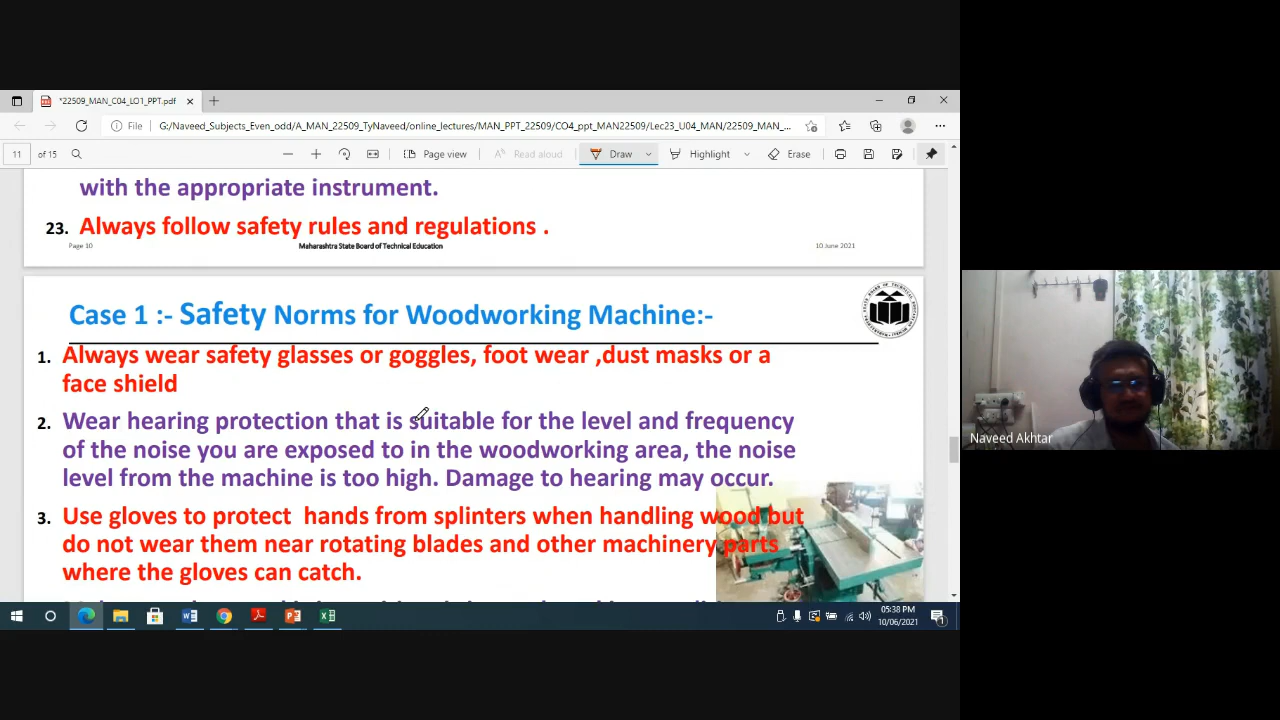 *22509_MAN_C04_LO1_PPT.pdf
File
G:/Naveed_Subjects_Even_odd/A_MAN_22509_TyNaveed/online_lectures/MAN_PPT_22509/CO4_ppt_MAN22509/Lec23_U04_MAN/22509_MAN_...
11 of 15
Page view
Read aloud
Draw
Highlight
Erase
with the appropriate instrument.
23. Always follow safety rules and regulations .
Page 10 Maharashtra State Board of Technical Education 10 June 2021
Case 1 :- Safety Norms for Woodworking Machine:-
1. Always wear safety glasses or goggles, foot wear ,dust masks or a
face shield
2. Wear hearing protection that is suitable for the level and frequency
of the noise you are exposed to in the woodworking area, the noise
level from the machine is too high. Damage to hearing may occur.
3. Use gloves to protect hands from splinters when handling wood but
do not wear them near rotating blades and other machinery parts
where the gloves can catch.
Naveed Akhtar
05:38 PM
10/06/2021